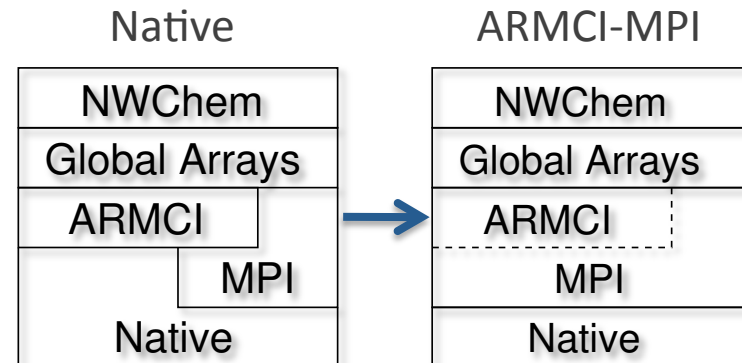 Native
NWChem
Global Arrays
ARMCI
MPI
Native
ARMCI-MPI
NWChem
Global Arrays
ARMCI
MPI
Native